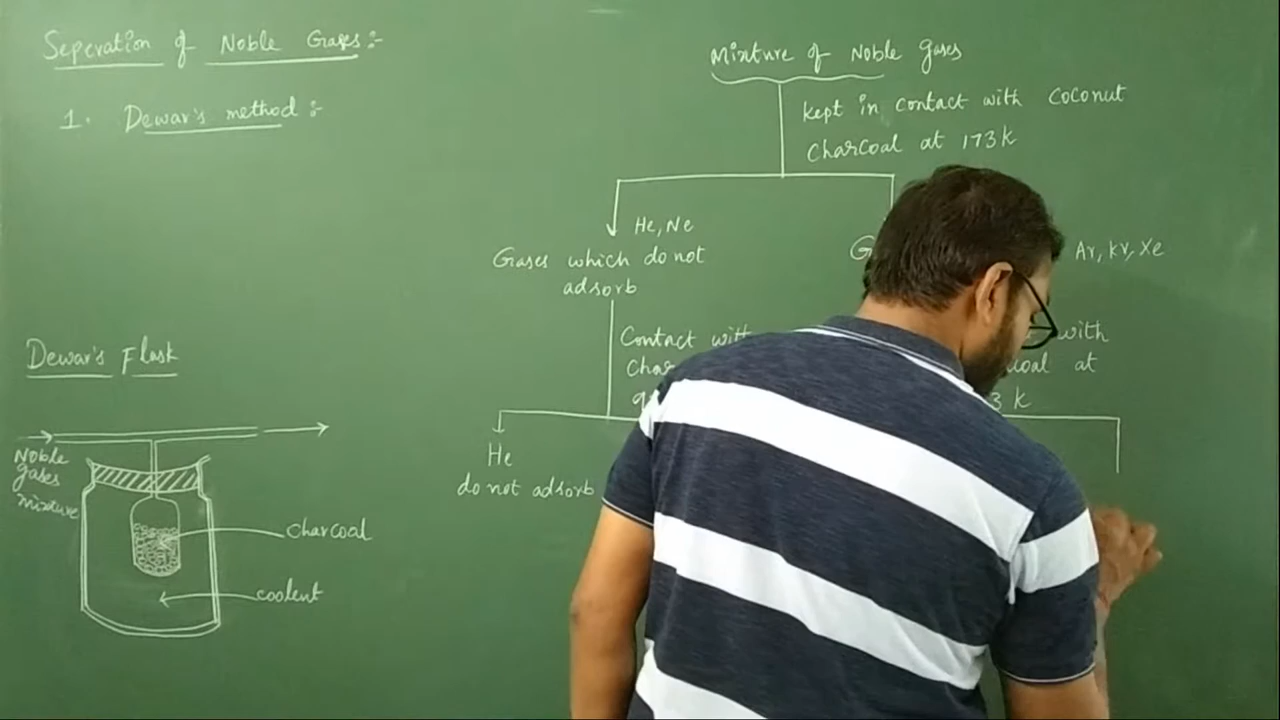 Seperation of Noble Gases :-
1. Dewar's method :-
Dewar's Flask
Noble
gases
mixture
charcoal
coolent
Mixture of Noble gases
kept in contact with coconut
charcoal at 173k
He, Ne
Gases which do not
adsorb
Ar, Kr, Xe
Contact with
with
at
k
He
do not adsorb